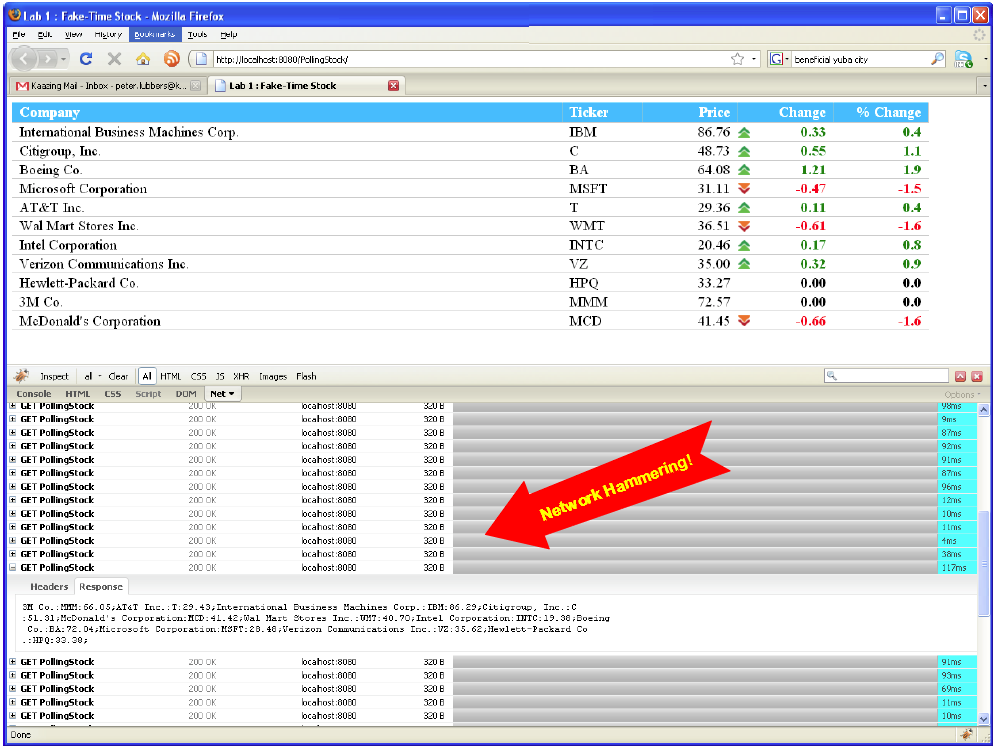 Lab 1 : Fake-Time Stock - Mozilla Firefox
File Edit View History Bookmarks Tools Help
http://localhost:8080/PollingStock/
G beneficial yuba city
Kaazing Mail - Inbox - peter.lubbers@k...
Lab 1 : Fake-Time Stock
Company Ticker Price Change % Change
International Business Machines Corp. IBM 86.76 0.33 0.4
Citigroup, Inc. C 48.73 0.55 1.1
Boeing Co. BA 64.08 1.21 1.9
Microsoft Corporation MSFT 31.11 -0.47 -1.5
AT&T Inc. T 29.36 0.11 0.4
Wal Mart Stores Inc. WMT 36.51 -0.61 -1.6
Intel Corporation INTC 20.46 0.17 0.8
Verizon Communications Inc. VZ 35.00 0.32 0.9
Hewlett-Packard Co. HPQ 33.27 0.00 0.0
3M Co. MMM 72.57 0.00 0.0
McDonald's Corporation MCD 41.45 -0.66 -1.6
Inspect all Clear All HTML CSS JS XHR Images Flash
Console HTML CSS Script DOM Net Options
GET PollingStock 200 OK localhost:8080 320 B 98ms
GET PollingStock 200 OK localhost:8080 320 B 9ms
GET PollingStock 200 OK localhost:8080 320 B 87ms
GET PollingStock 200 OK localhost:8080 320 B 92ms
GET PollingStock 200 OK localhost:8080 320 B 91ms
GET PollingStock 200 OK localhost:8080 320 B 87ms
GET PollingStock 200 OK localhost:8080 320 B 96ms
GET PollingStock 200 OK localhost:8080 320 B 12ms
GET PollingStock 200 OK localhost:8080 320 B 10ms
GET PollingStock 200 OK localhost:8080 320 B 11ms
GET PollingStock 200 OK localhost:8080 320 B 4ms
GET PollingStock 200 OK localhost:8080 320 B 38ms
GET PollingStock 200 OK localhost:8080 320 B 117ms
Network Hammering!
Headers Response
3M Co.:MMM:66.05;AT&T Inc.:T:29.43;International Business Machines Corp.:IBM:86.29;Citigroup, Inc.:C
:51.31;McDonald's Corporation:MCD:41.42;Wal Mart Stores Inc.:WMT:40.70;Intel Corporation:INTC:19.38;Boeing
Co.:BA:72.04;Microsoft Corporation:MSFT:28.48;Verizon Communications Inc.:VZ:35.62;Hewlett-Packard Co
.:HPQ:33.38;
GET PollingStock 200 OK localhost:8080 320 B 91ms
GET PollingStock 200 OK localhost:8080 320 B 93ms
GET PollingStock 200 OK localhost:8080 320 B 69ms
GET PollingStock 200 OK localhost:8080 320 B 11ms
GET PollingStock 200 OK localhost:8080 320 B 10ms
Done